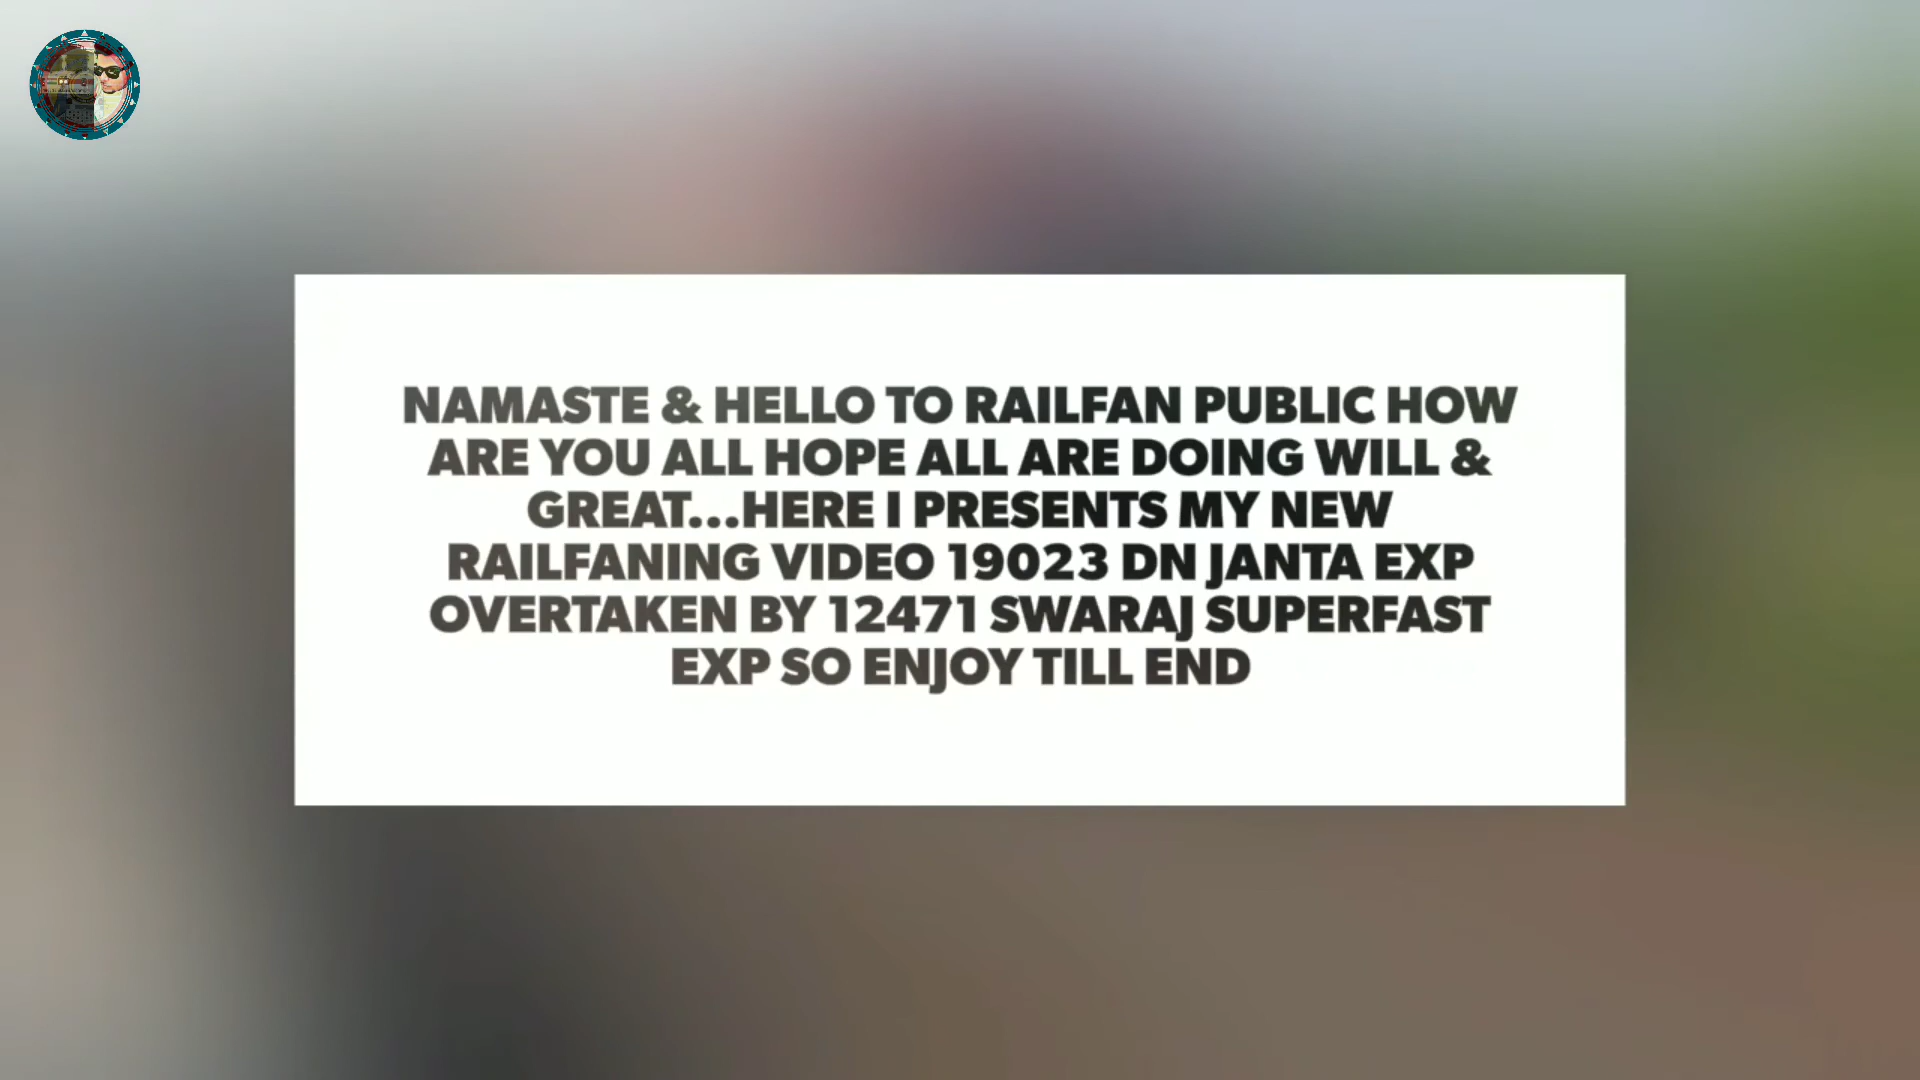 NAMASTE & HELLO TO RAILFAN PUBLIC HOW
ARE YOU ALL HOPE ALL ARE DOING WILL &
GREAT...HERE I PRESENTS MY NEW
RAILFANING VIDEO 19023 DN JANTA EXP
OVERTAKEN BY 12471 SWARAJ SUPERFAST
EXP SO ENJOY TILL END